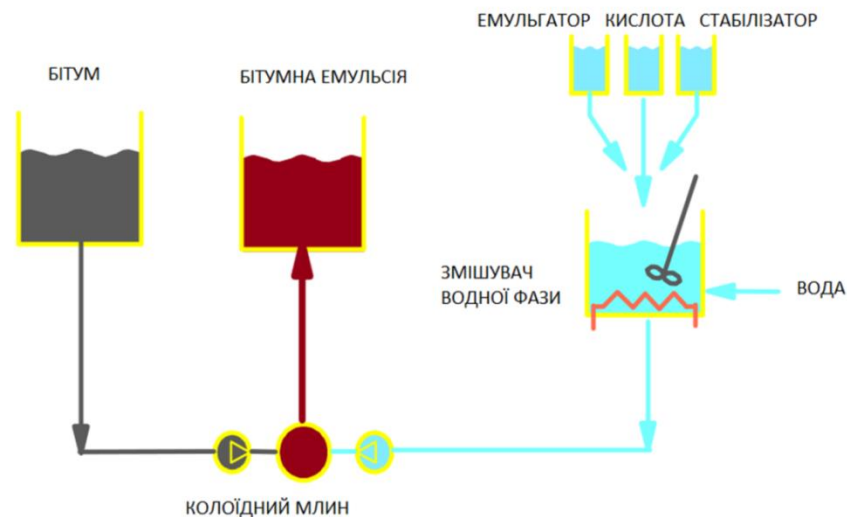 ЕМУЛЬГАТОР КИСЛОТА СТАБІЛІЗАТОР
БІТУМ
БІТУМНА ЕМУЛЬСІЯ
ЗМІШУВАЧ
ВОДНОЇ ФАЗИ
ВОДА
КОЛОЇДНИЙ МЛИН